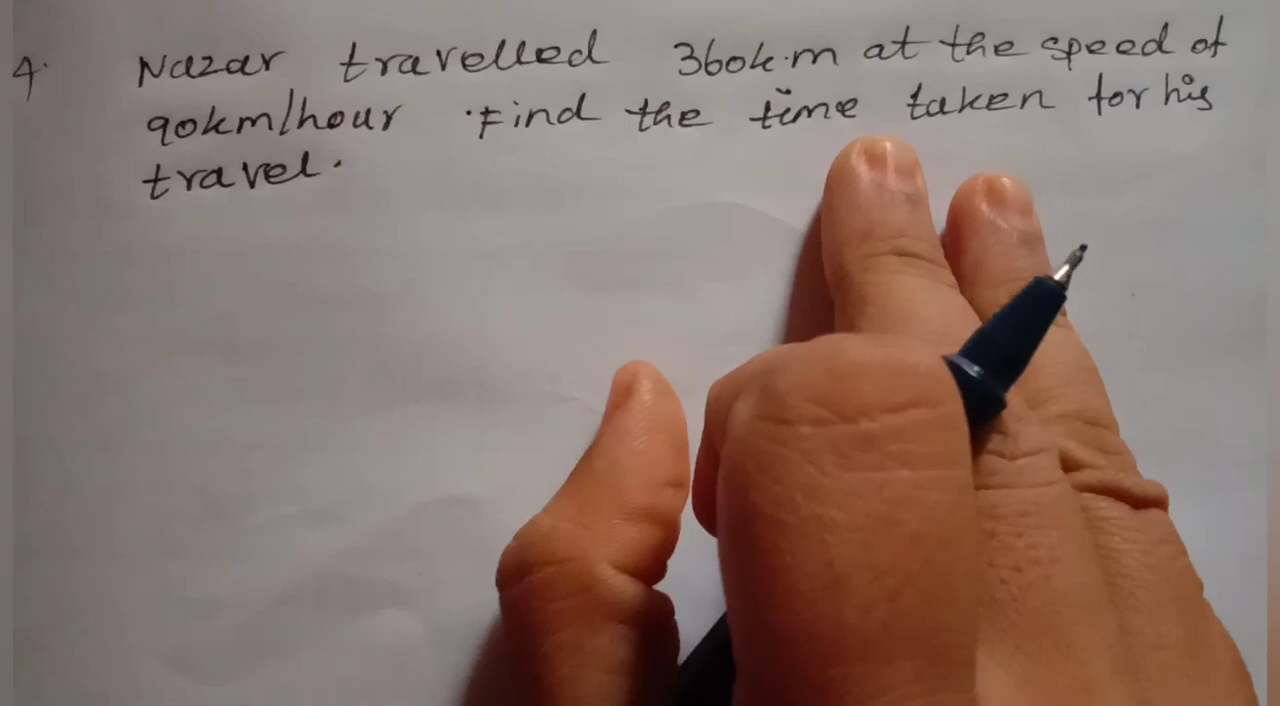 4. Nazar travelled 360k.m at the speed of
90km/hour . Find the time taken for his
travel.